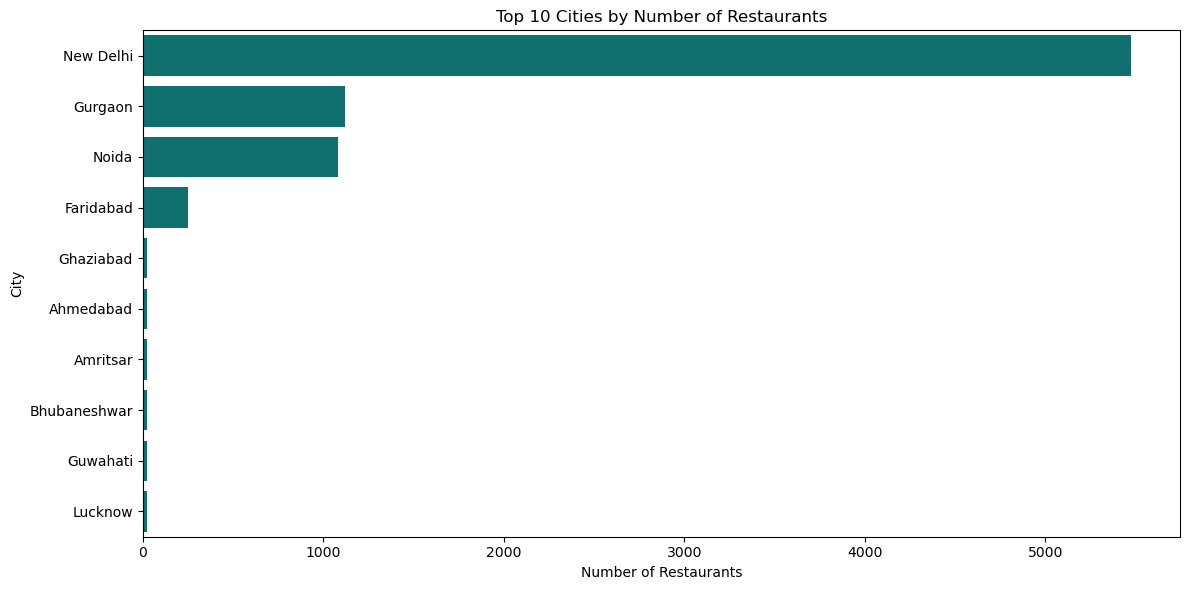 Top 10 Cities by Number of Restaurants
New Delhi
Gurgaon
Noida
Faridabad
Ghaziabad
Ahmedabad
Amritsar
Bhubaneshwar
Guwahati
Lucknow
City
0 1000 2000 3000 4000 5000
Number of Restaurants